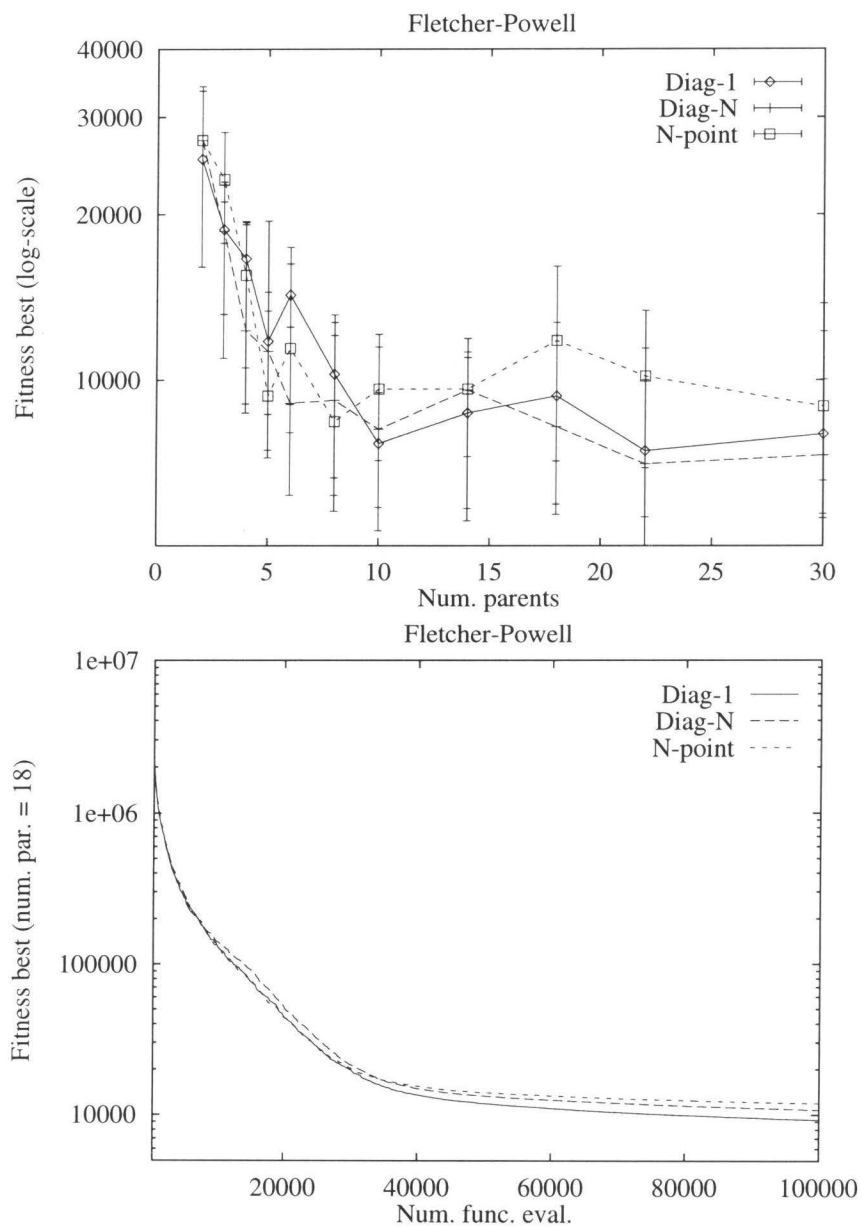 Fletcher-Powell
40000
30000
20000
10000
Fitness best (log-scale)
Diag-1
Diag-N
N-point
0 5 10 15 20 25 30
Num. parents
Fletcher-Powell
1e+07
1e+06
100000
10000
Fitness best (num. par. = 18)
Diag-1
Diag-N
N-point
20000 40000 60000 80000 100000
Num. func. eval.